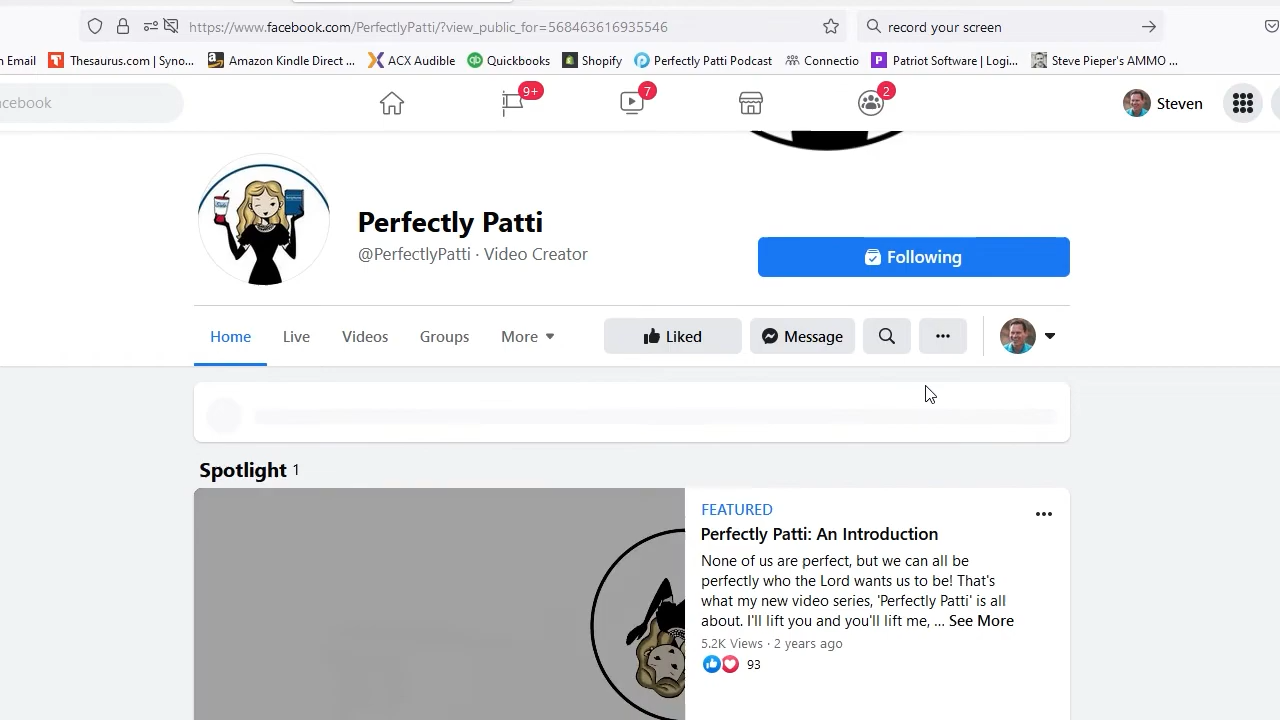 https://www.facebook.com/PerfectlyPatti/?view_public_for=568463616935546
record your screen
n Email
Thesaurus.com | Syno...
Amazon Kindle Direct ...
ACX Audible
Quickbooks
Shopify
Perfectly Patti Podcast
Connectio
Patriot Software | Logi...
Steve Pieper's AMMO ...
acebook
9+
7
2
Steven
Perfectly Patti
@PerfectlyPatti · Video Creator
Following
Home
Live
Videos
Groups
More
Liked
Message
Spotlight 1
FEATURED
Perfectly Patti: An Introduction
None of us are perfect, but we can all be
perfectly who the Lord wants us to be! That's
what my new video series, 'Perfectly Patti' is all
about. I'll lift you and you'll lift me, ... See More
5.2K Views · 2 years ago
93